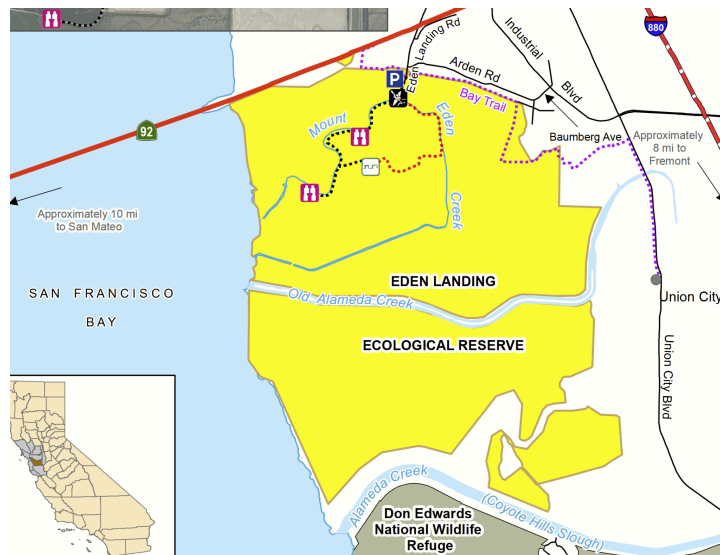 Eden
Landing Rd
Industrial
Blvd
880
Arden Rd
P
Bay Trail
92
Mount
Eden
Creek
Baumberg Ave
Approximately
8 mi to
Fremont
Approximately 10 mi
to San Mateo
SAN FRANCISCO
BAY
EDEN LANDING
Old Alameda Creek
Union City
ECOLOGICAL RESERVE
Union City Blvd
Alameda Creek
(Coyote Hills Slough)
Don Edwards
National Wildlife
Refuge